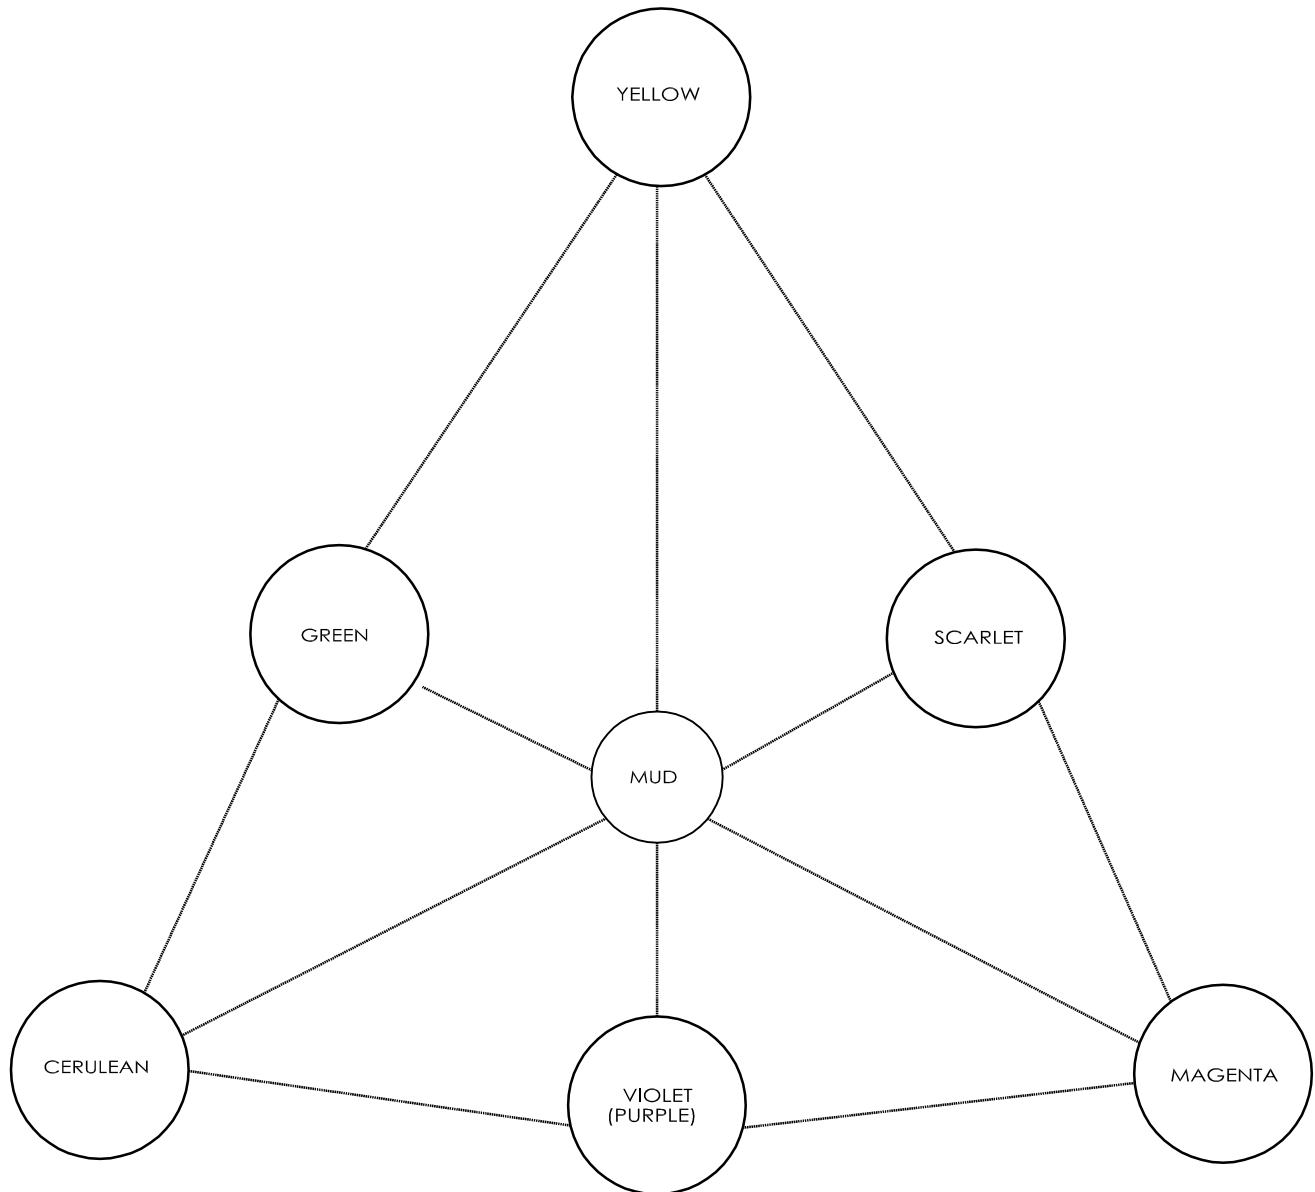 YELLOW
GREEN
SCARLET
MUD
CERULEAN
VIOLET
(PURPLE)
MAGENTA